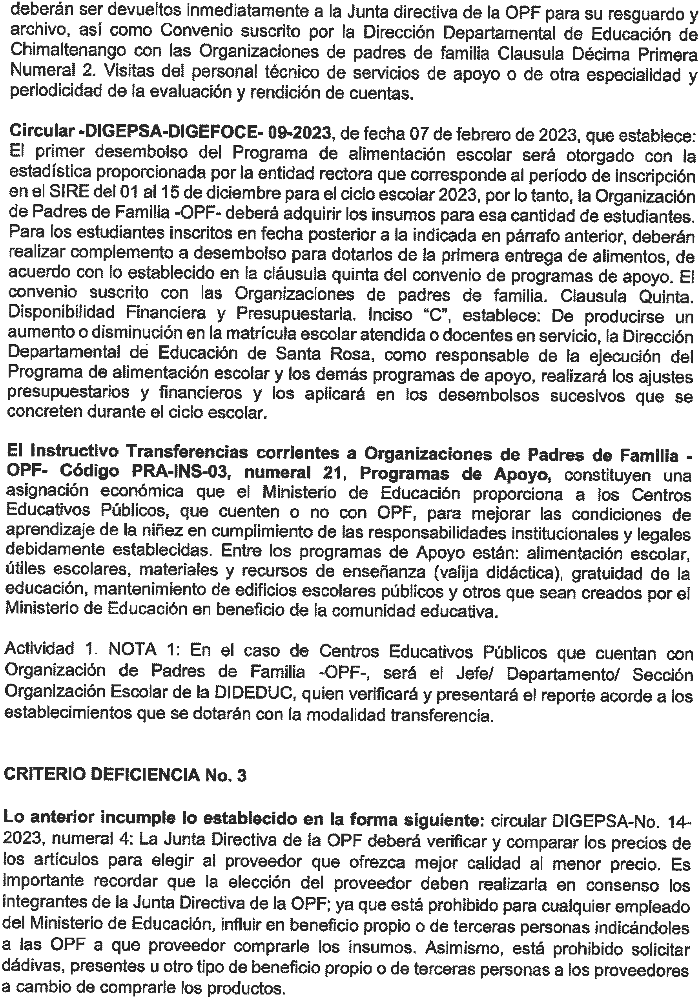 deberán ser devueltos inmediatamente a la Junta directiva de la OPF para su resguardo y
archivo, así como Convenio suscrito por la Dirección Departamental de Educación de
Chimaltenango con las Organizaciones de padres de familia Clausula Décima Primera
Numeral 2. Visitas del personal técnico de servicios de apoyo o de otra especialidad y
periodicidad de la evaluación y rendición de cuentas.
Circular -DIGEPSA-DIGEFOCE- 09-2023, de fecha 07 de febrero de 2023, que establece:
El primer desembolso del Programa de alimentación escolar será otorgado con la
estadística proporcionada por la entidad rectora que corresponde al período de inscripción
en el SIRE del 01 al 15 de diciembre para el ciclo escolar 2023, por lo tanto, la Organización
de Padres de Familia -OPF- deberá adquirir los insumos para esa cantidad de estudiantes.
Para los estudiantes inscritos en fecha posterior a la indicada en párrafo anterior, deberán
realizar complemento a desembolso para dotarlos de la primera entrega de alimentos, de
acuerdo con lo establecido en la cláusula quinta del convenio de programas de apoyo. El
convenio suscrito con las Organizaciones de padres de familia. Clausula Quinta.
Disponibilidad Financiera y Presupuestaria. Inciso “C”, establece: De producirse un
aumento o disminución en la matrícula escolar atendida o docentes en servicio, la Dirección
Departamental de Educación de Santa Rosa, como responsable de la ejecución del
Programa de alimentación escolar y los demás programas de apoyo, realizará los ajustes
presupuestarios y financieros y los aplicará en los desembolsos sucesivos que se
concreten durante el ciclo escolar.
El Instructivo Transferencias corrientes a Organizaciones de Padres de Familia -
OPF- Código PRA-INS-03, numeral 21, Programas de Apoyo, constituyen una
asignación económica que el Ministerio de Educación proporciona a los Centros
Educativos Públicos, que cuenten o no con OPF, para mejorar las condiciones de
aprendizaje de la niñez en cumplimiento de las responsabilidades institucionales y legales
debidamente establecidas. Entre los programas de Apoyo están: alimentación escolar,
útiles escolares, materiales y recursos de enseñanza (valija didáctica), gratuidad de la
educación, mantenimiento de edificios escolares públicos y otros que sean creados por el
Ministerio de Educación en beneficio de la comunidad educativa.
Actividad 1. NOTA 1: En el caso de Centros Educativos Públicos que cuentan con
Organización de Padres de Familia -OPF-, será el Jefe/ Departamento/ Sección
Organización Escolar de la DIDEDUC, quien verificará y presentará el reporte acorde a los
establecimientos que se dotarán con la modalidad transferencia.
CRITERIO DEFICIENCIA No. 3
Lo anterior incumple lo establecido en la forma siguiente: circular DIGEPSA-No. 14-
2023, numeral 4: La Junta Directiva de la OPF deberá verificar y comparar los precios de
los artículos para elegir al proveedor que ofrezca mejor calidad al menor precio. Es
importante recordar que la elección del proveedor deben realizarla en consenso los
integrantes de la Junta Directiva de la OPF; ya que está prohibido para cualquier empleado
del Ministerio de Educación, influir en beneficio propio o de terceras personas indicándoles
a las OPF a que proveedor comprarle los insumos. Asimismo, está prohibido solicitar
dádivas, presentes u otro tipo de beneficio propio o de terceras personas a los proveedores
a cambio de comprarle los productos.